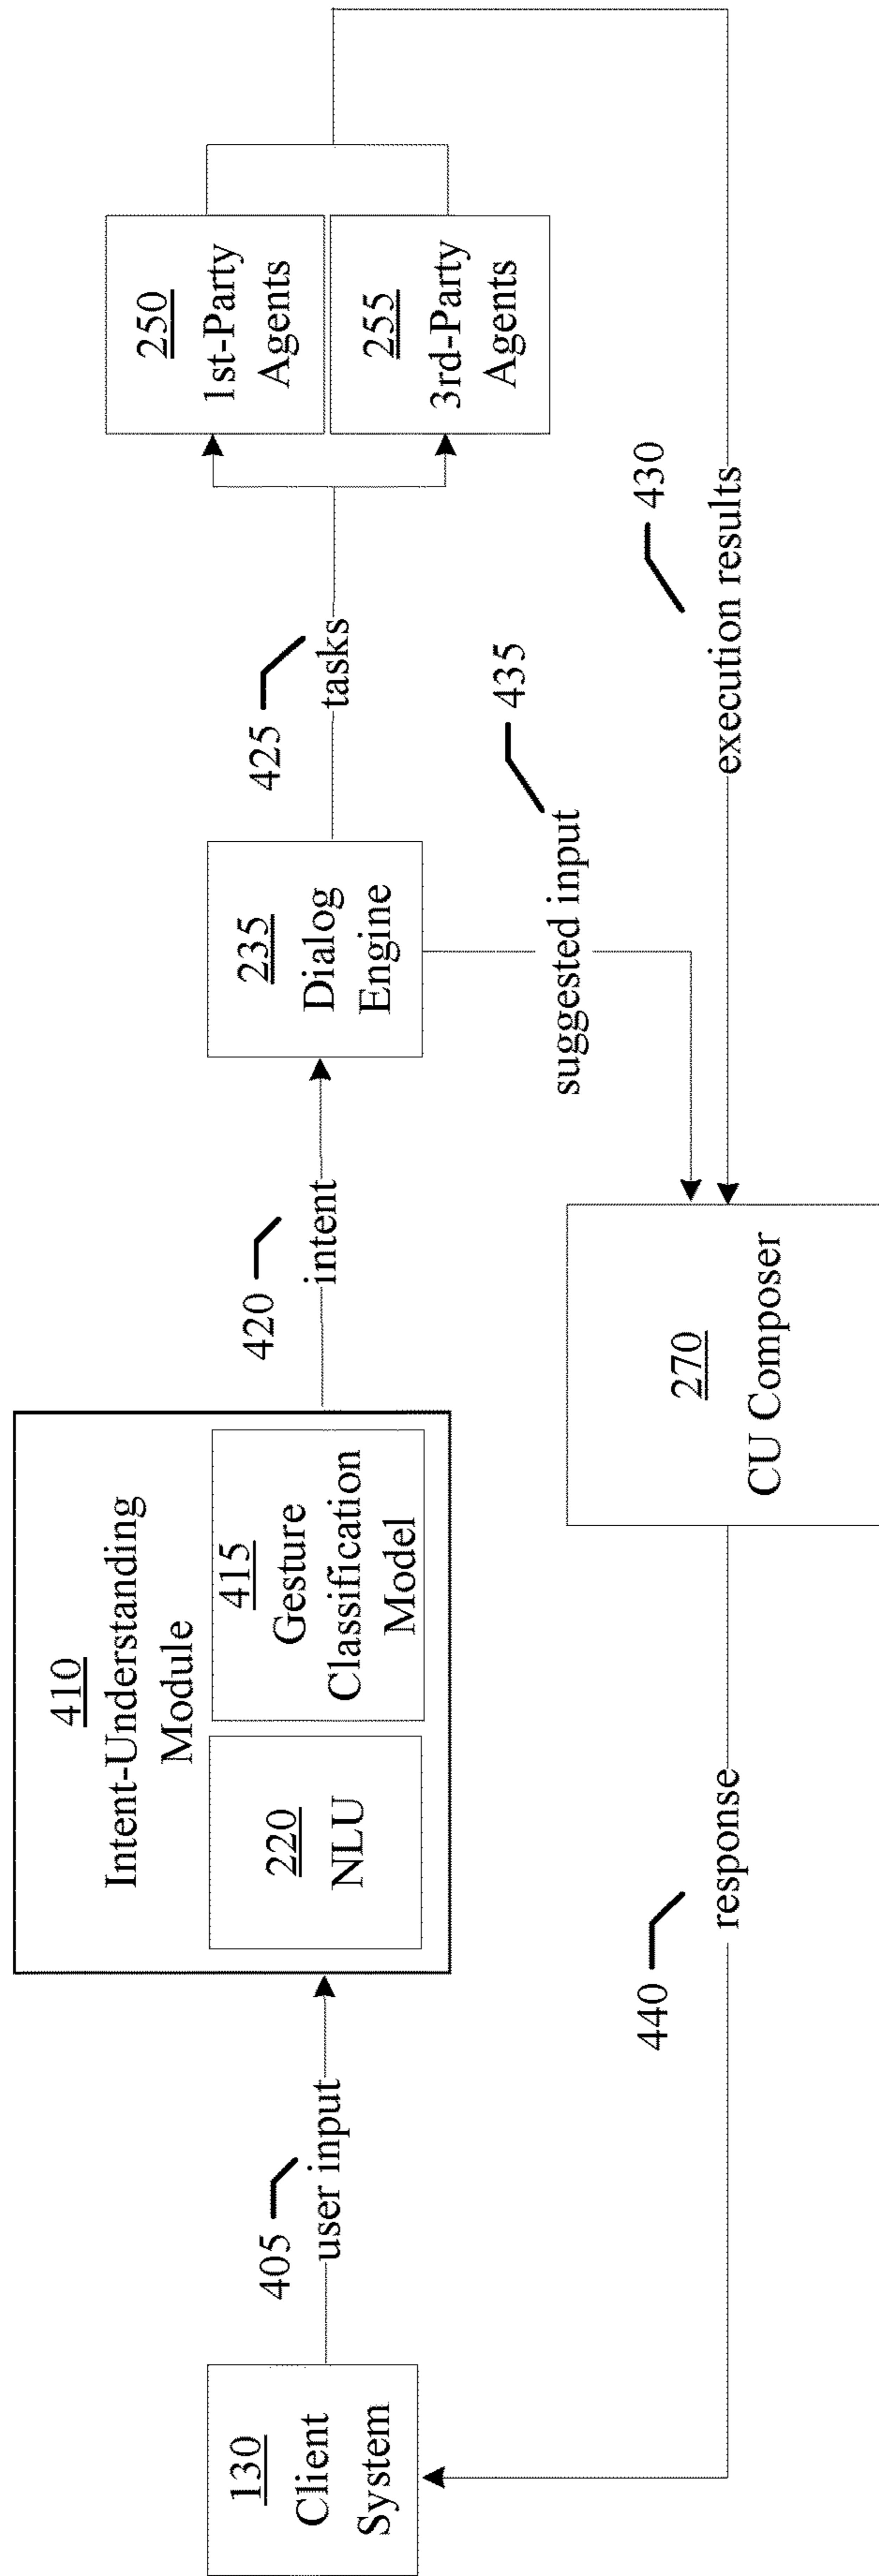 130
Client
System
405
user input
410
Intent-Understanding
Module
220
NLU
415
Gesture
Classification
Model
420
intent
235
Dialog
Engine
425
tasks
250
1st-Party
Agents
255
3rd-Party
Agents
435
suggested input
430
execution results
270
CU Composer
440
response